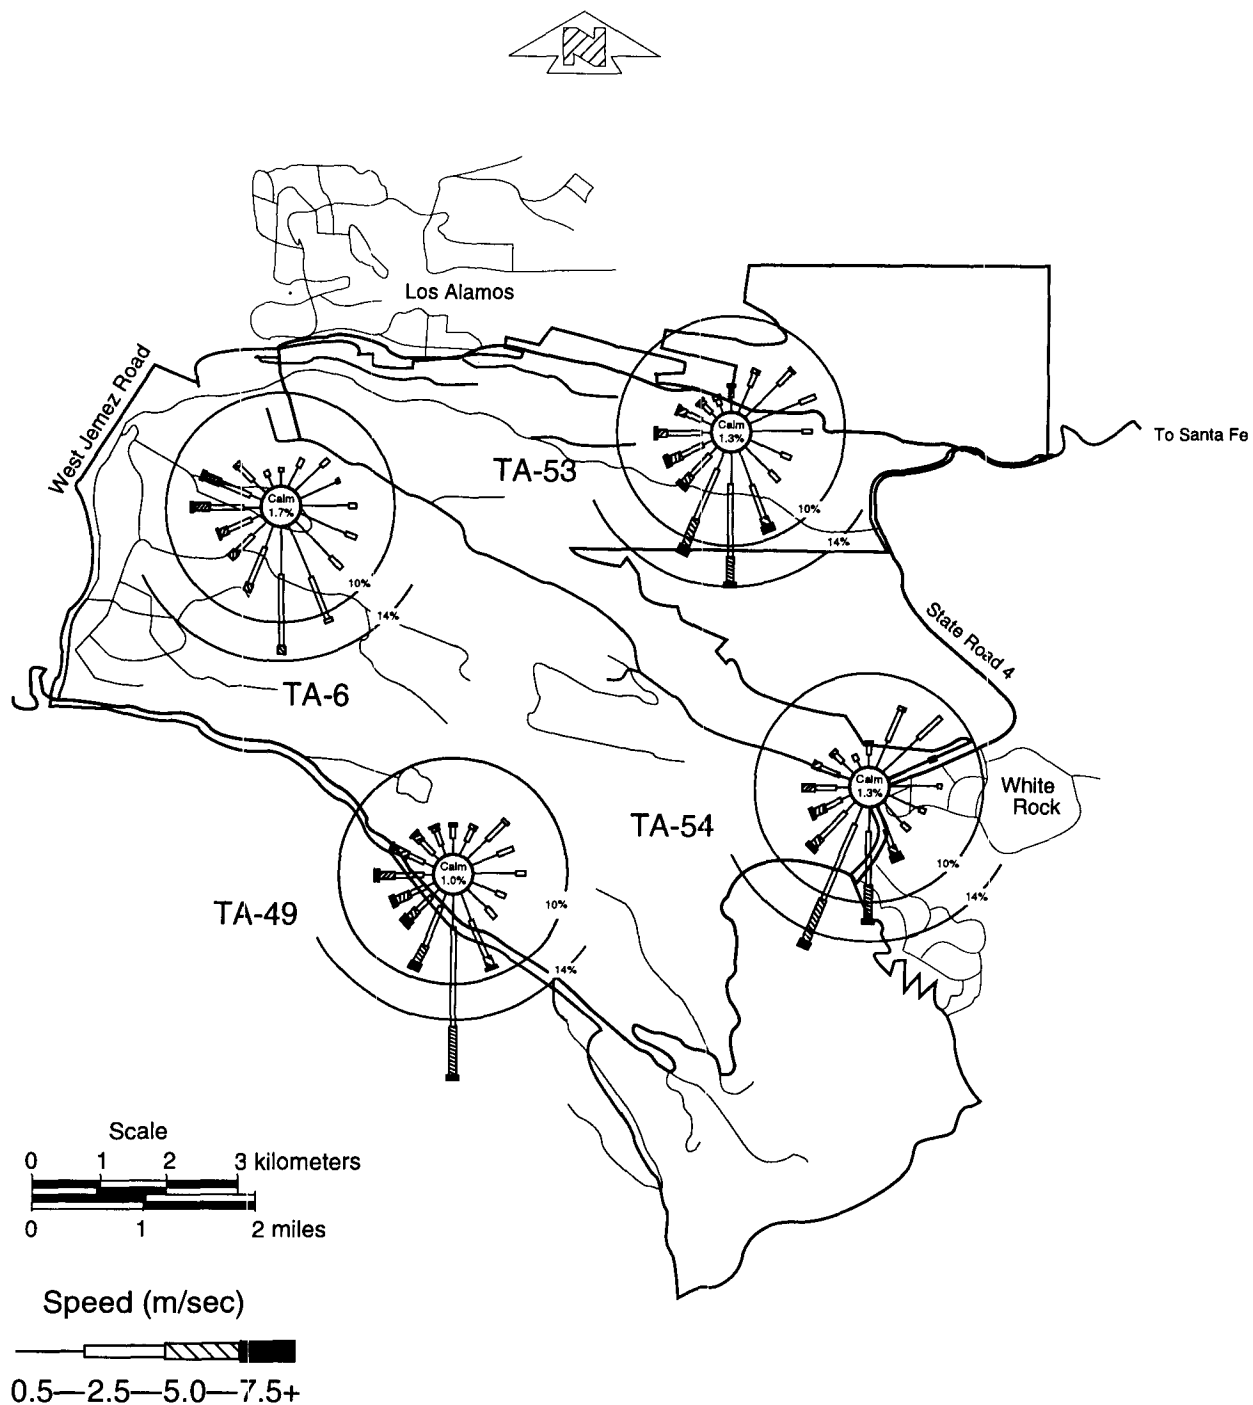 N
Los Alamos
West Jemez Road
To Santa Fe
Calm
1.3%
TA-53
10%
14%
Calm
1.7%
10%
14%
TA-6
State Road 4
Calm
1.3%
White
Rock
TA-54
10%
14%
Calm
1.0%
TA-49
10%
14%
Scale
0 1 2 3 kilometers
0 1 2 miles
Speed (m/sec)
0.5—2.5—5.0—7.5+